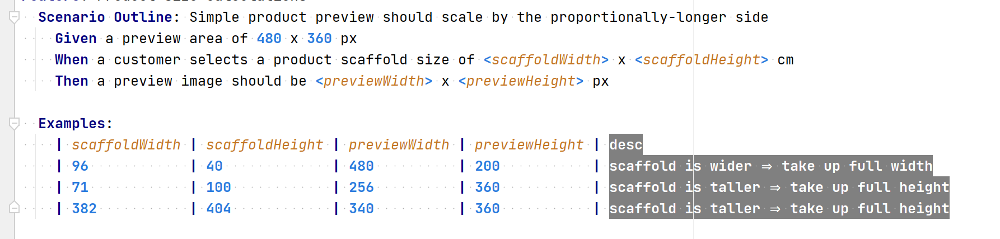 Feature: Product size calculations
Scenario Outline: Simple product preview should scale by the proportionally-longer side
Given a preview area of 480 x 360 px
When a customer selects a product scaffold size of <scaffoldWidth> x <scaffoldHeight> cm
Then a preview image should be <previewWidth> x <previewHeight> px
Examples:
| scaffoldWidth | scaffoldHeight | previewWidth | previewHeight | desc
| 96 | 40 | 480 | 200 | scaffold is wider ⇒ take up full width
| 71 | 100 | 256 | 360 | scaffold is taller ⇒ take up full height
| 382 | 404 | 340 | 360 | scaffold is taller ⇒ take up full height